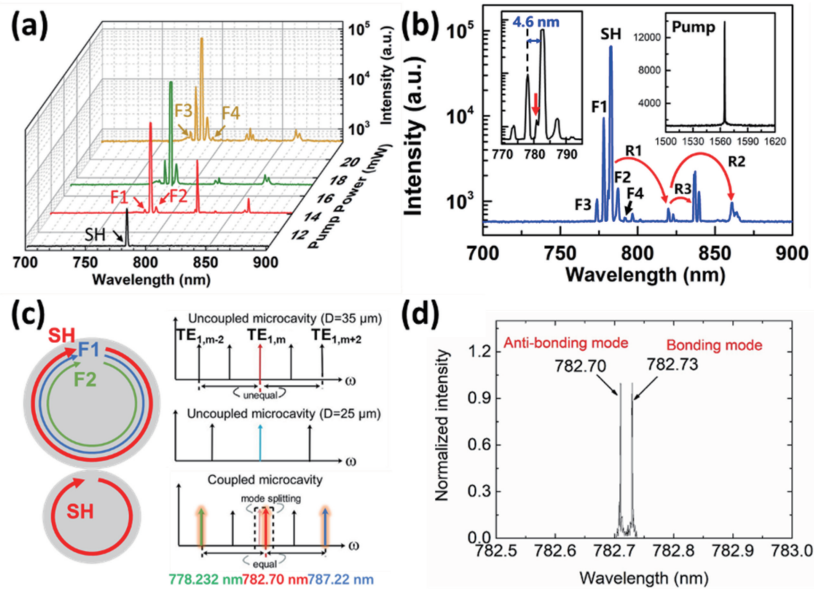 (a)
10⁵
10⁴
10³
Intensity (a.u.)
F3
F4
F1
F2
SH
20
18
16
14
12
Pump Power (mW)
700
750
800
850
900
Wavelength (nm)
(b)
4.6 nm
770 780 790
SH
F1
F2
F3
F4
R1
R2
R3
Pump
12000
8000
4000
1500 1530 1560 1590 1620
10⁵
10⁴
10³
Intensity (a.u.)
700 750 800 850 900
Wavelength (nm)
(c)
SH
F1
F2
SH
Uncoupled microcavity (D=35 μm)
TE1,m-2 TE1,m TE1,m+2
ω
unequal
Uncoupled microcavity (D=25 μm)
ω
Coupled microcavity
mode splitting
ω
equal
778.232 nm 782.70 nm 787.22 nm
(d)
Anti-bonding mode
782.70
Bonding mode
782.73
1.2
0.9
0.6
0.3
0.0
Normalized intensity
782.5 782.6 782.7 782.8 782.9 783.0
Wavelength (nm)